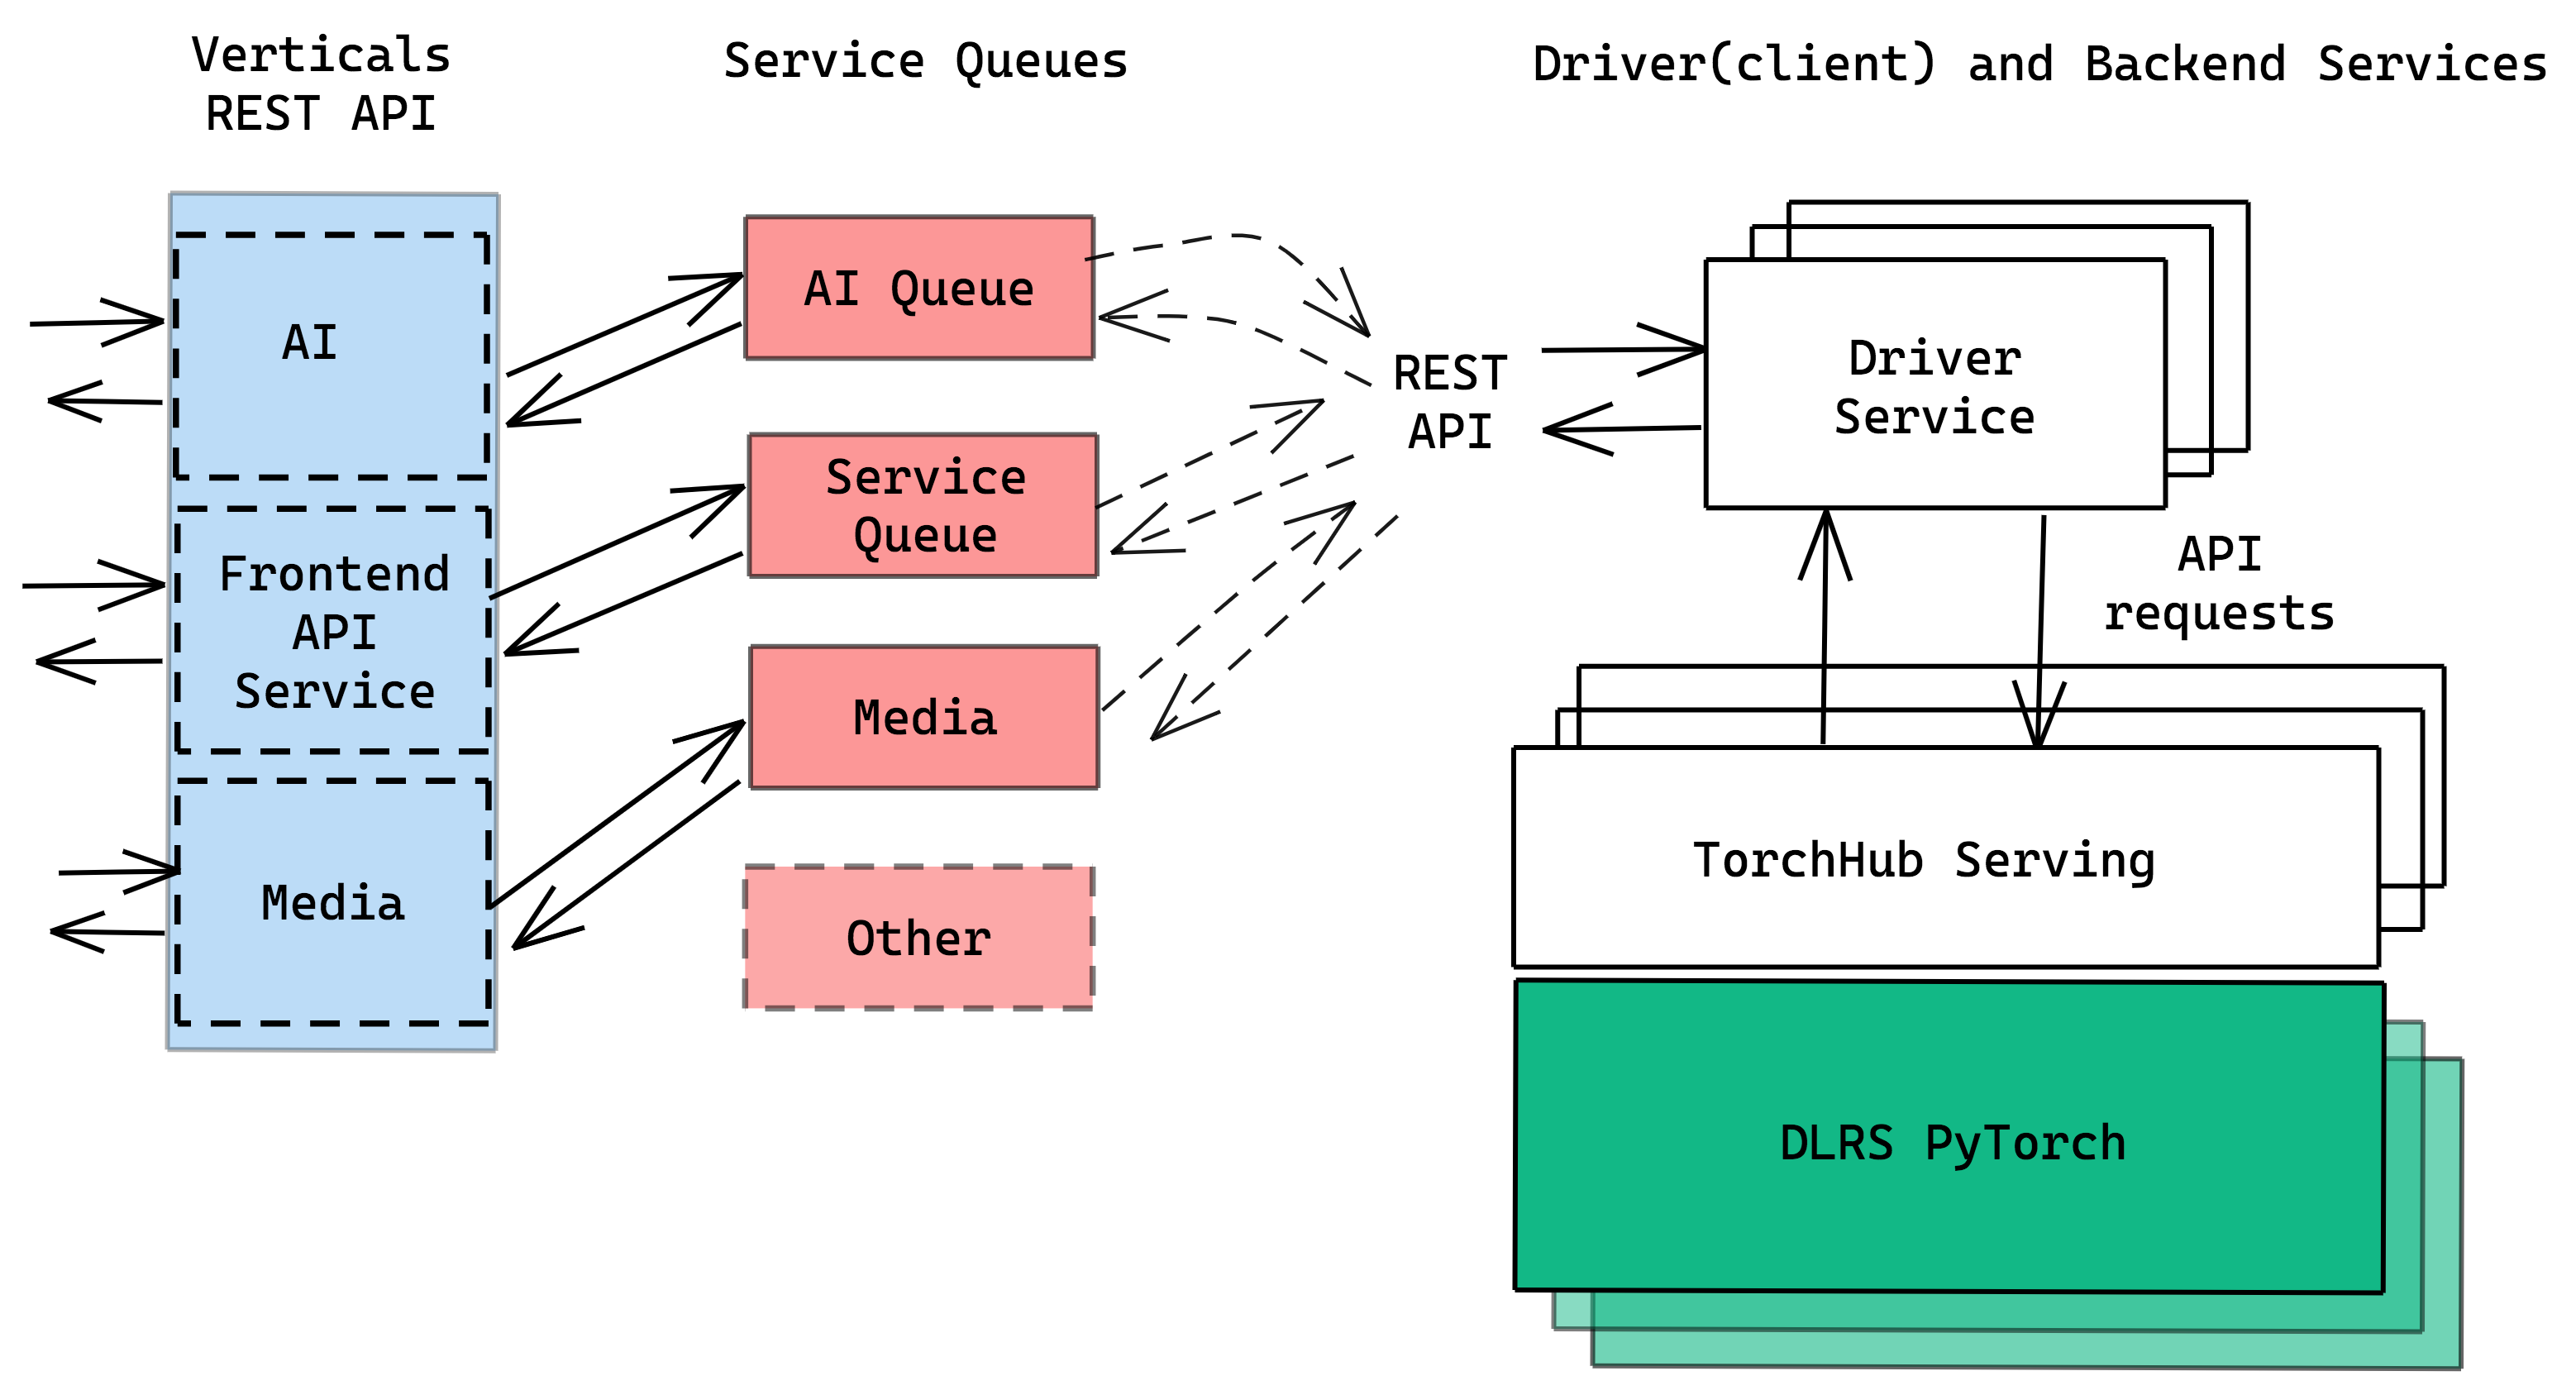 Verticals
REST API
Service Queues
Driver(client) and Backend Services
AI
Frontend
API
Service
Media
AI Queue
Service
Queue
Media
Other
REST
API
Driver
Service
API
requests
TorchHub Serving
DLRS PyTorch